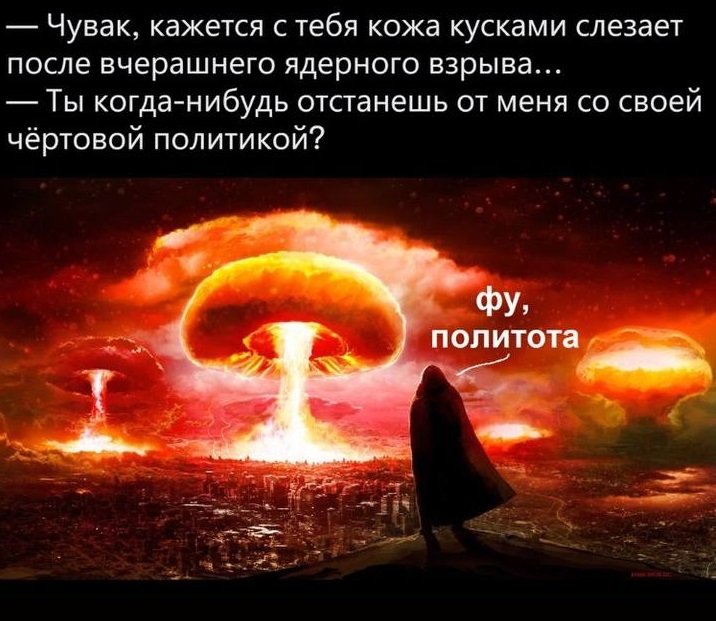 — Чувак, кажется с тебя кожа кусками слезает
после вчерашнего ядерного взрыва...
— Ты когда-нибудь отстанешь от меня со своей
чёртовой политикой?
фу,
политота